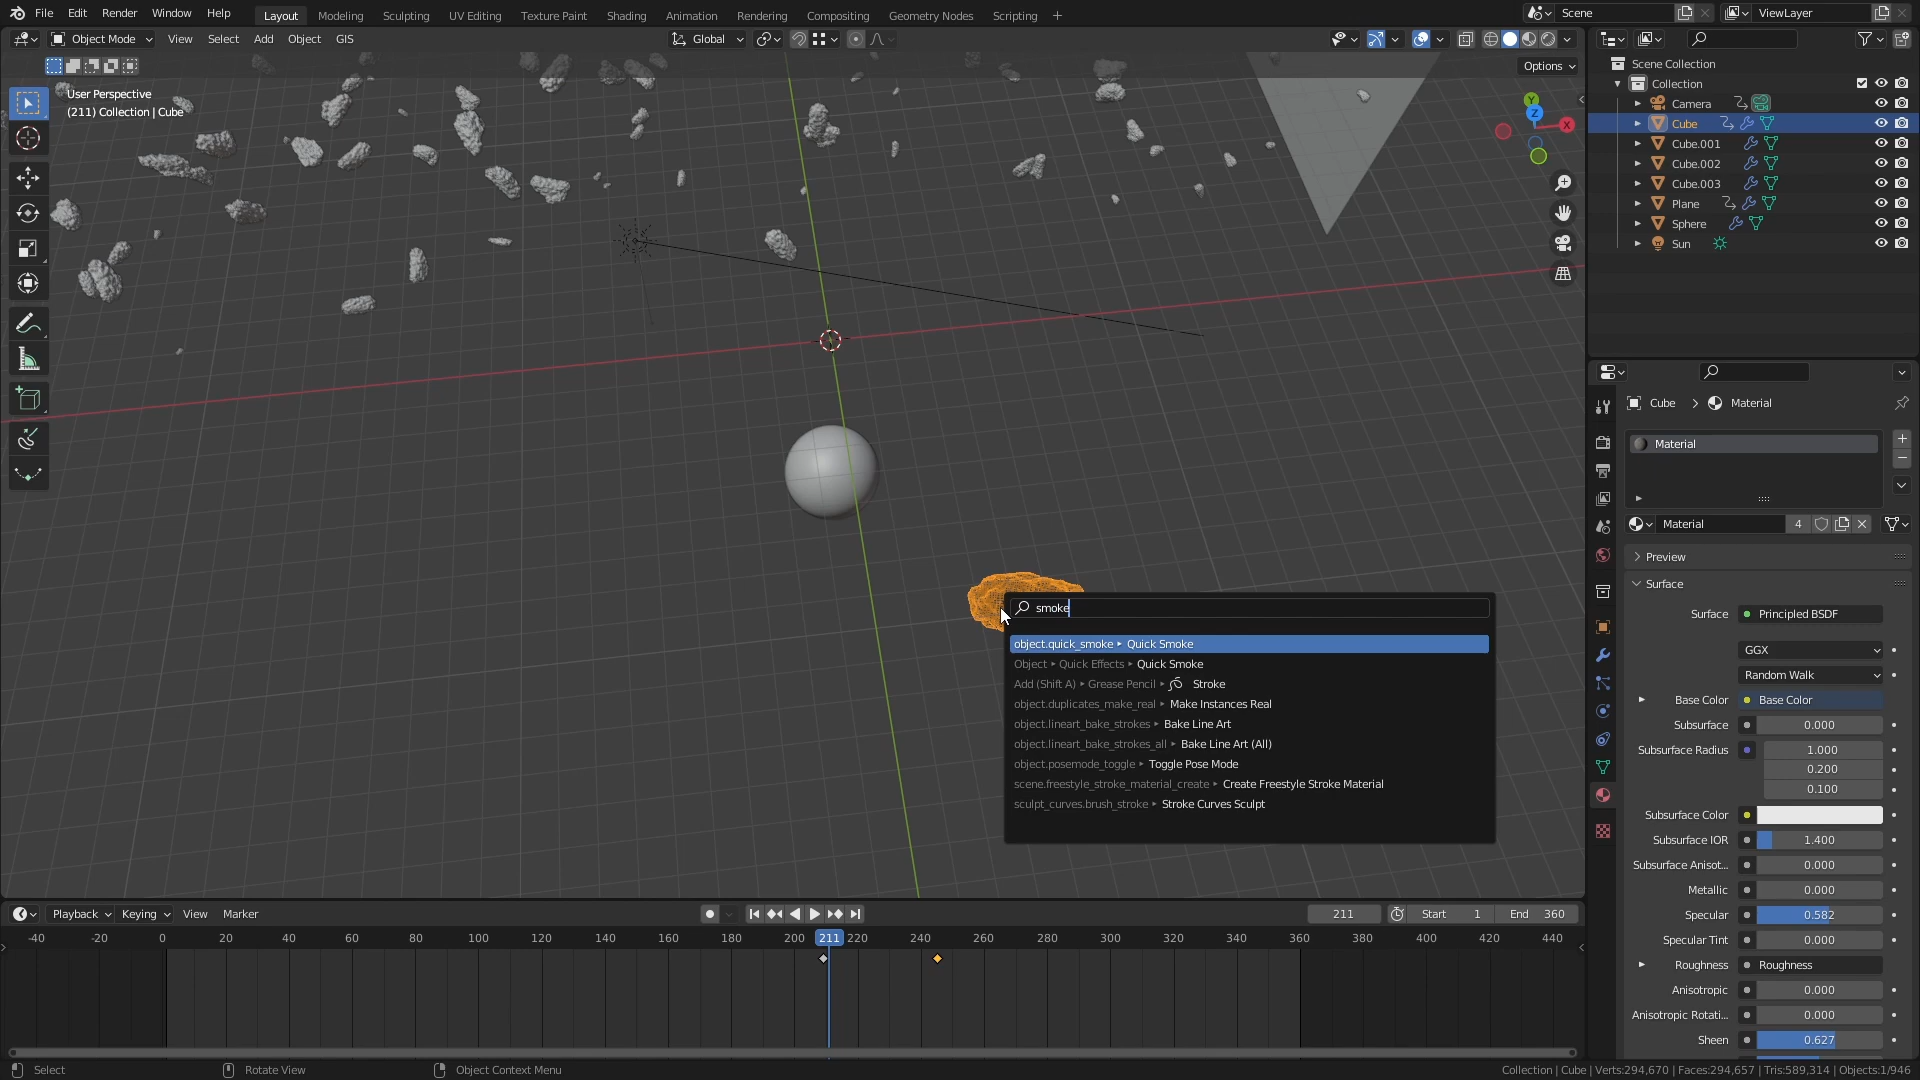 File Edit Render Window Help Layout Modeling Sculpting UV Editing Texture Paint Shading Animation Rendering Compositing Geometry Nodes Scripting + Scene ViewLayer
Object Mode View Select Add Object GIS Global
Options
User Perspective
(211) Collection | Cube
Y
Z
X
Scene Collection
Collection
Camera
Cube
Cube.001
Cube.002
Cube.003
Plane
Sphere
Sun
Cube > Material
Material
Material 4
Preview
Surface
Surface Principled BSDF
GGX
Random Walk
Base Color Base Color
Subsurface 0.000
Subsurface Radius 1.000
0.200
0.100
Subsurface Color
Subsurface IOR 1.400
Subsurface Anisot... 0.000
Metallic 0.000
Specular 0.582
Specular Tint 0.000
Roughness Roughness
Anisotropic 0.000
Anisotropic Rotati... 0.000
Sheen 0.627
smoke
object.quick_smoke ▸ Quick Smoke
Object ▸ Quick Effects ▸ Quick Smoke
Add (Shift A) ▸ Grease Pencil ▸ Stroke
object.duplicates_make_real ▸ Make Instances Real
object.lineart_bake_strokes ▸ Bake Line Art
object.lineart_bake_strokes_all ▸ Bake Line Art (All)
object.posemode_toggle ▸ Toggle Pose Mode
scene.freestyle_stroke_material_create ▸ Create Freestyle Stroke Material
sculpt_curves.brush_stroke ▸ Stroke Curves Sculpt
Playback Keying View Marker 211 Start 1 End 360
-40 -20 0 20 40 60 80 100 120 140 160 180 200 211 220 240 260 280 300 320 340 360 380 400 420 440
Select Rotate View Object Context Menu Collection | Cube | Verts:294,670 | Faces:294,657 | Tris:589,314 | Objects:1/946